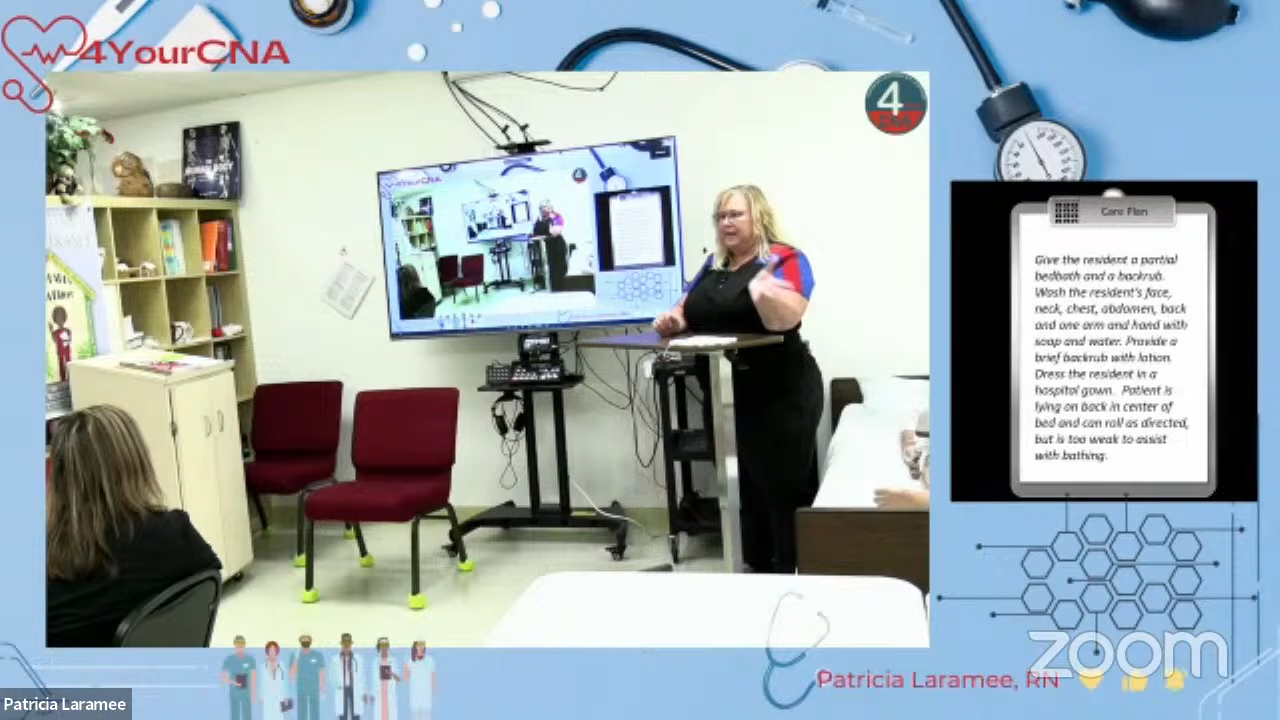 4YourCNA
4
Care Plan
Give the resident a partial
bedbath and a backrub.
Wash the resident's face,
neck, chest, abdomen, back
and one arm and hand with
soap and water. Provide a
brief backrub with lotion.
Dress the resident in a
hospital gown. Patient is
lying on back in center of
bed and can roll as directed,
but is too weak to assist
with bathing.
zoom
Patricia Laramee, RN
Patricia Laramee